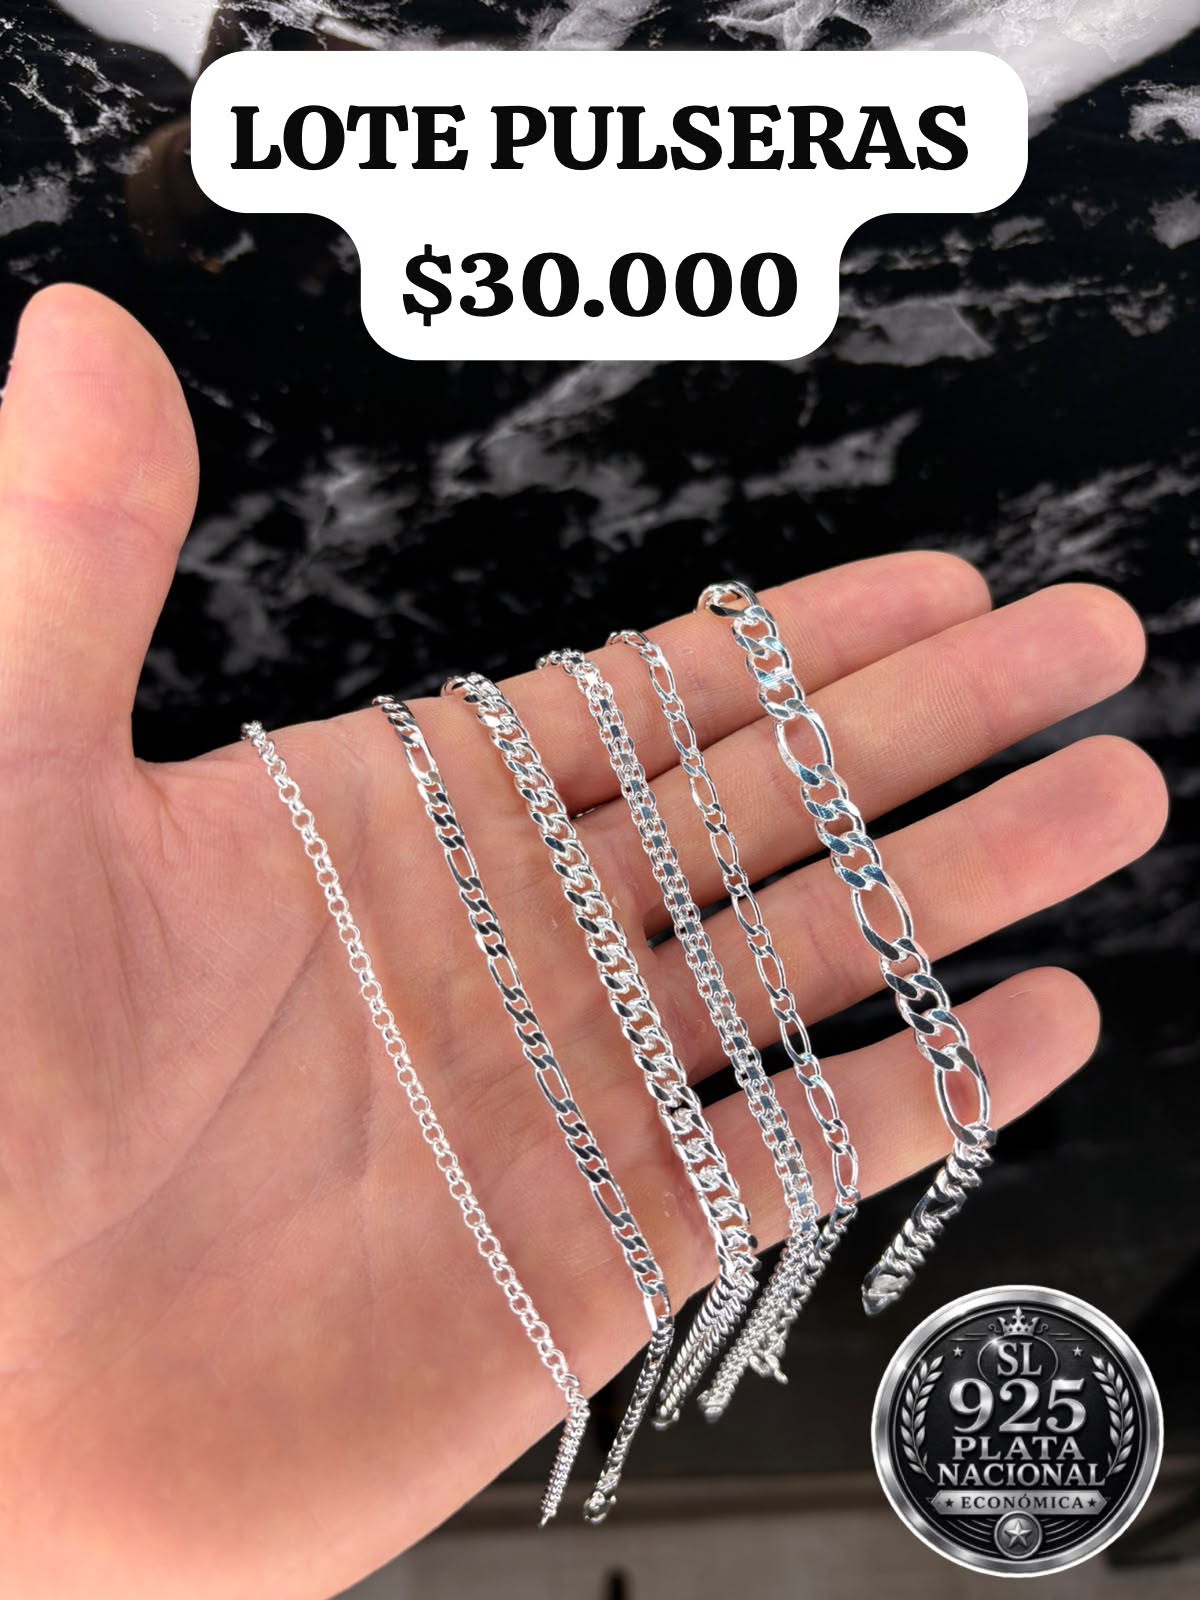 LOTE PULSERAS
$30.000
SL
925
PLATA
NACIONAL
ECONÓMICA